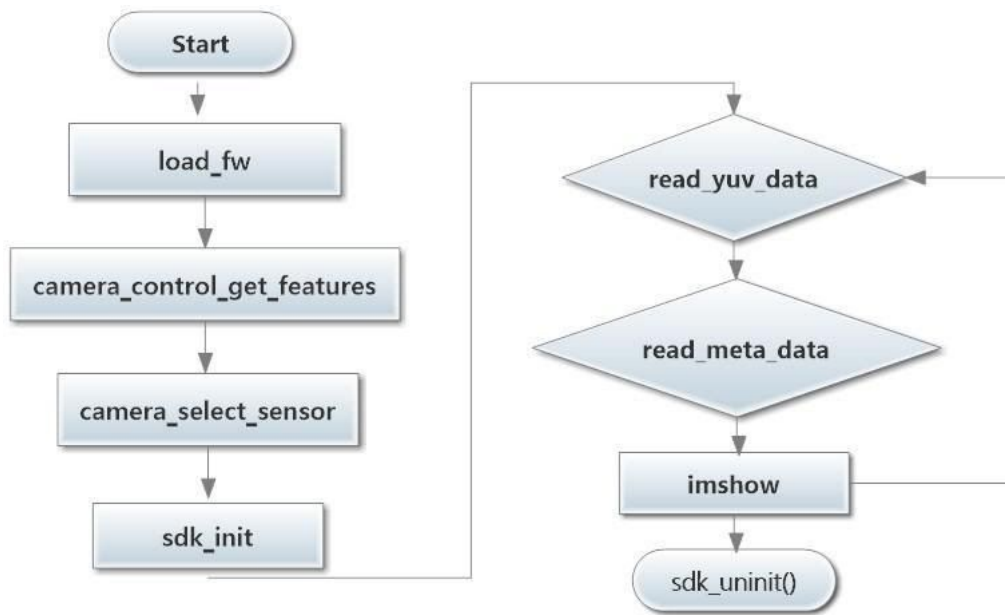 Start
load_fw
camera_control_get_features
camera_select_sensor
sdk_init
read_yuv_data
read_meta_data
imshow
sdk_uninit()